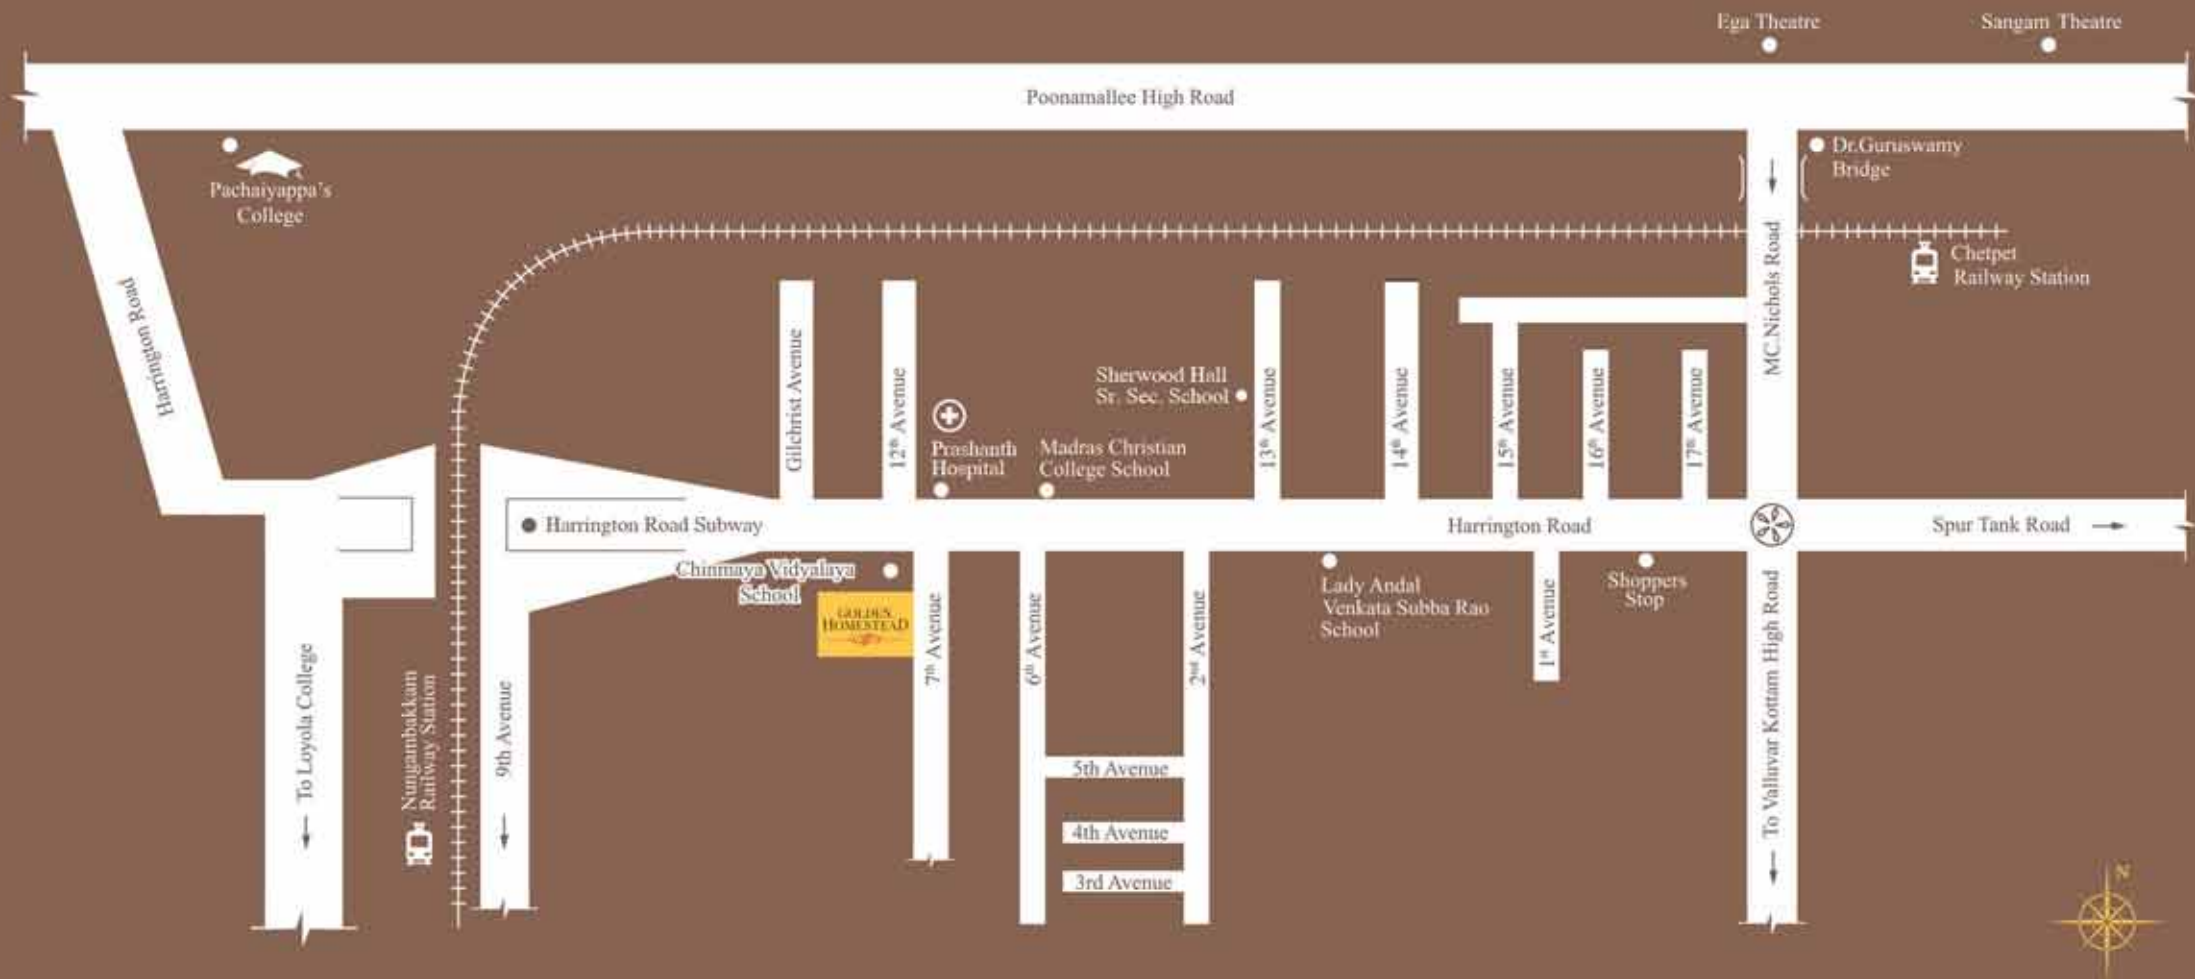 Ega Theatre
Sangam Theatre
Poonamallee High Road
Pachaiyappa's
College
Dr.Guruswamy
Bridge
Harrington Road
MC.Nichols Road
Chetpet
Railway Station
Gilchrist Avenue
12th Avenue
Prashanth
Hospital
Madras Christian
College School
Sherwood Hall
Sr. Sec. School
13th Avenue
14th Avenue
15th Avenue
16th Avenue
17th Avenue
Harrington Road Subway
Harrington Road
Spur Tank Road
Chinmaya Vidyalaya
School
GOLDEN
HOMESTEAD
7th Avenue
6th Avenue
2nd Avenue
Lady Andal
Venkata Subba Rao
School
1st Avenue
Shoppers
Stop
To Valluvar Kottam High Road
To Loyola College
Nungambakkam
Railway Station
9th Avenue
5th Avenue
4th Avenue
3rd Avenue
N